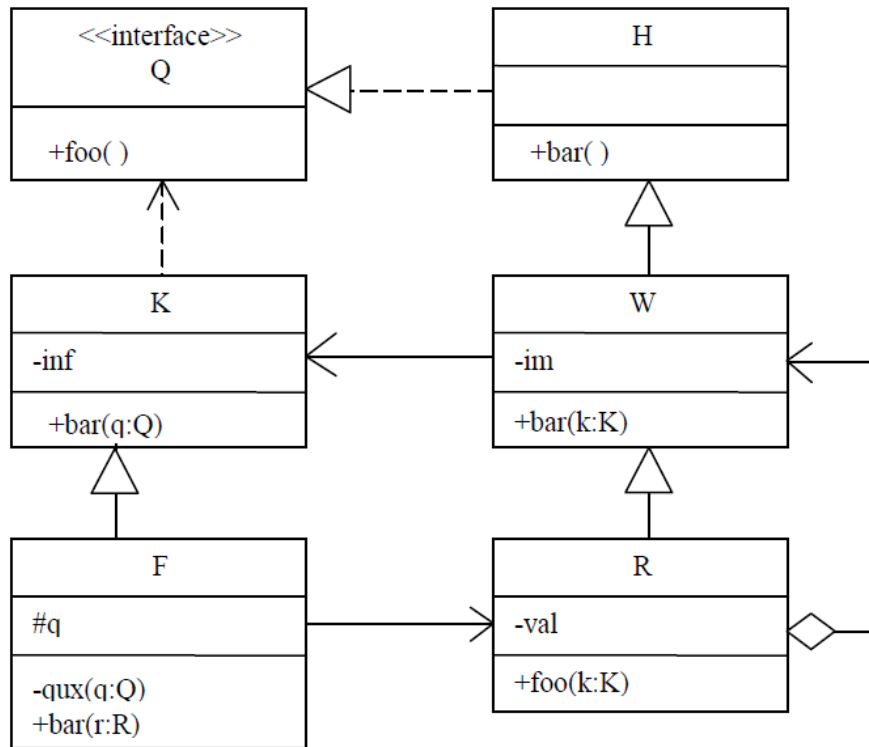 <<interface>>
Q
+foo( )
H
+bar( )
K
-inf
+bar(q:Q)
W
-im
+bar(k:K)
F
#q
-qux(q:Q)
+bar(r:R)
R
-val
+foo(k:K)